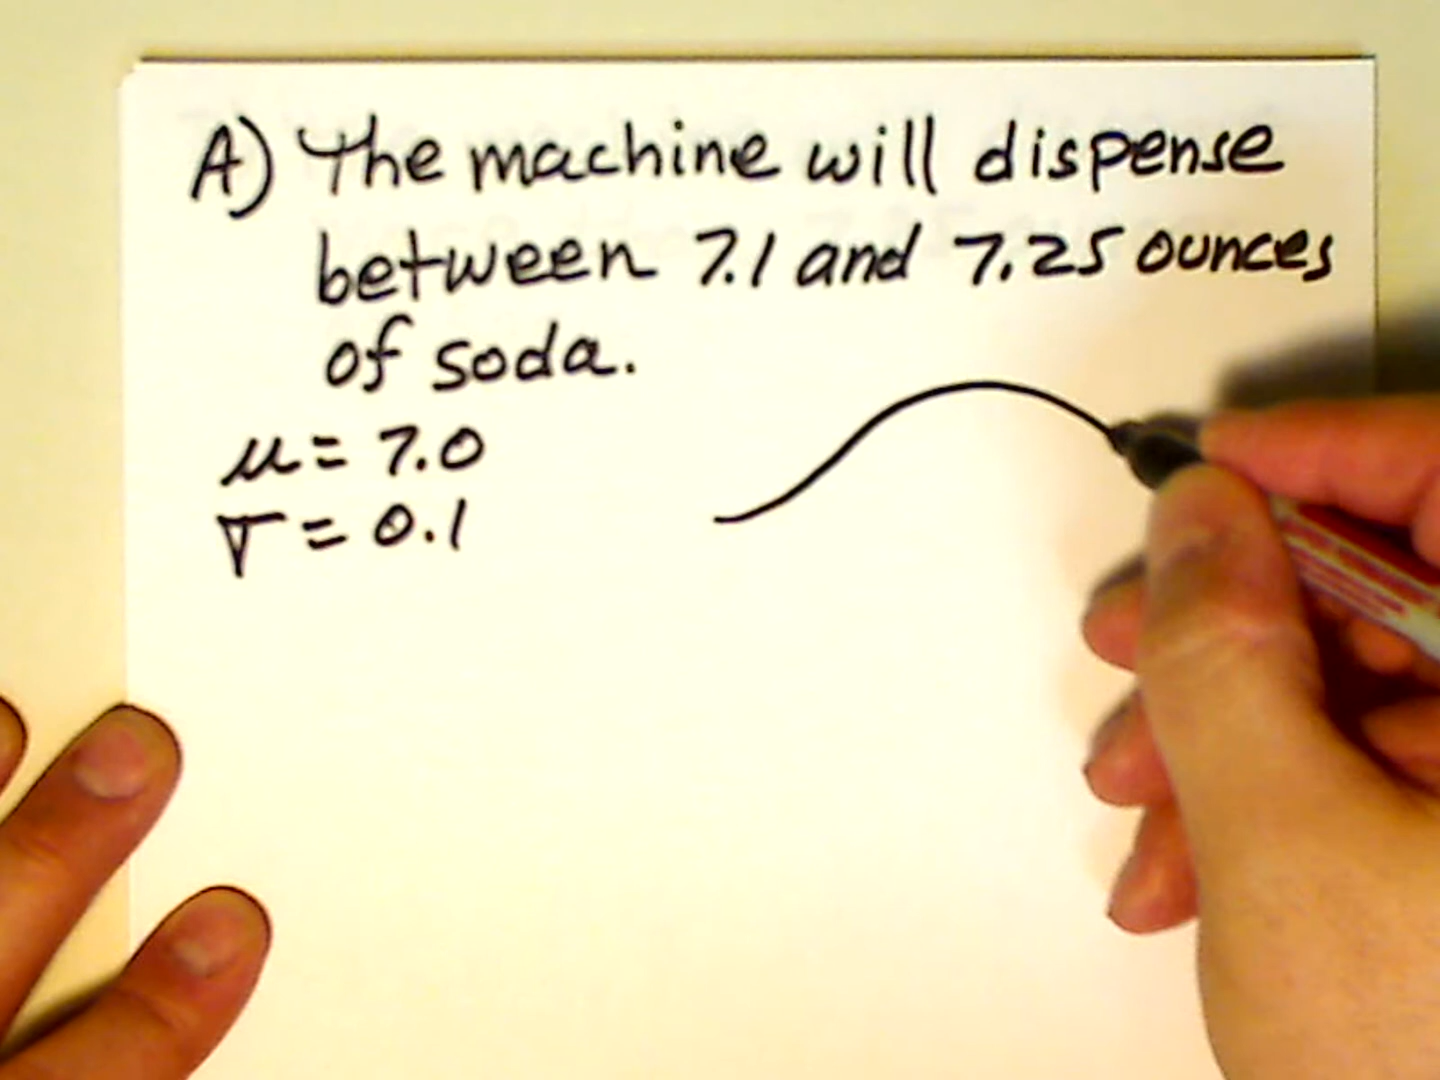 A) The machine will dispense
between 7.1 and 7.25 ounces
of soda.
μ = 7.0
σ = 0.1